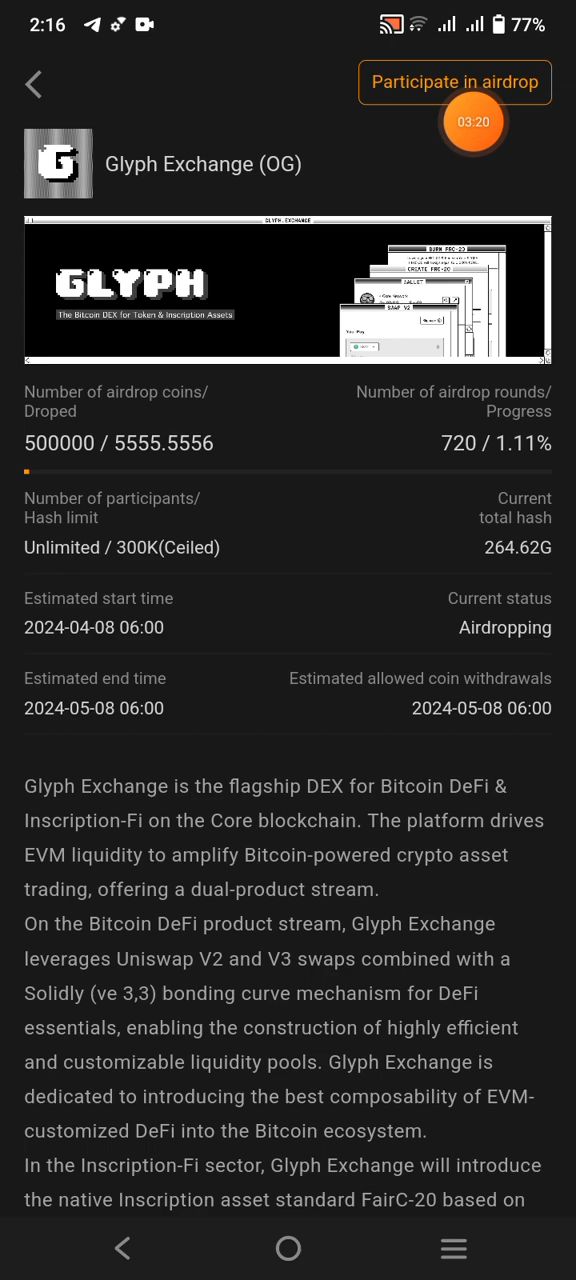 2:16
77%
Participate in airdrop
03:20
Glyph Exchange (OG)
GLYPH.EXCHANGE
GLYPH
The Bitcoin DEX for Token & Inscription Assets
BURN FRC-20
CREATE FRC-20
WALLET
SWAP V2
You Pay
Number of airdrop coins/
Droped
Number of airdrop rounds/
Progress
500000 / 5555.5556
720 / 1.11%
Number of participants/
Hash limit
Current
total hash
Unlimited / 300K(Ceiled)
264.62G
Estimated start time
Current status
2024-04-08 06:00
Airdropping
Estimated end time
Estimated allowed coin withdrawals
2024-05-08 06:00
2024-05-08 06:00
Glyph Exchange is the flagship DEX for Bitcoin DeFi &
Inscription-Fi on the Core blockchain. The platform drives
EVM liquidity to amplify Bitcoin-powered crypto asset
trading, offering a dual-product stream.
On the Bitcoin DeFi product stream, Glyph Exchange
leverages Uniswap V2 and V3 swaps combined with a
Solidly (ve 3,3) bonding curve mechanism for DeFi
essentials, enabling the construction of highly efficient
and customizable liquidity pools. Glyph Exchange is
dedicated to introducing the best composability of EVM-
customized DeFi into the Bitcoin ecosystem.
In the Inscription-Fi sector, Glyph Exchange will introduce
the native Inscription asset standard FairC-20 based on